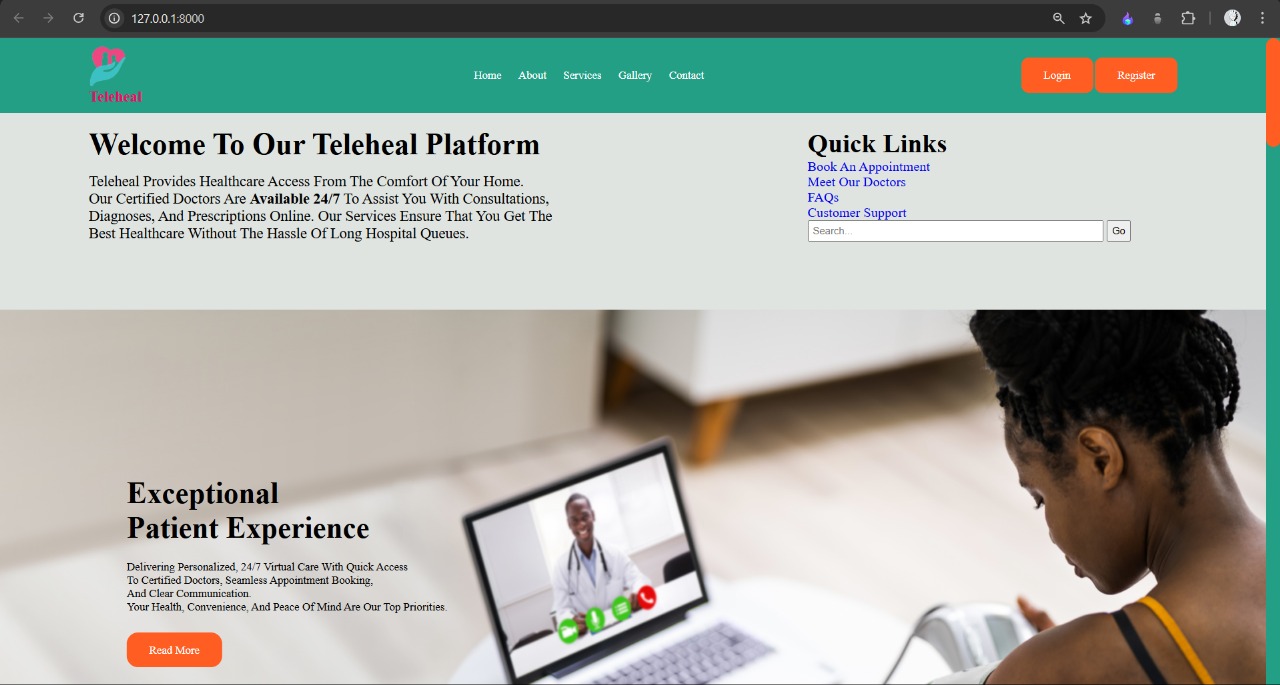 127.0.0.1:8000
Teleheal
Home About Services Gallery Contact
Login Register
Welcome To Our Teleheal Platform
Teleheal Provides Healthcare Access From The Comfort Of Your Home.
Our Certified Doctors Are Available 24/7 To Assist You With Consultations,
Diagnoses, And Prescriptions Online. Our Services Ensure That You Get The
Best Healthcare Without The Hassle Of Long Hospital Queues.
Quick Links
Book An Appointment
Meet Our Doctors
FAQs
Customer Support
Search... Go
Exceptional
Patient Experience
Delivering Personalized, 24/7 Virtual Care With Quick Access
To Certified Doctors, Seamless Appointment Booking,
And Clear Communication.
Your Health, Convenience, And Peace Of Mind Are Our Top Priorities.
Read More